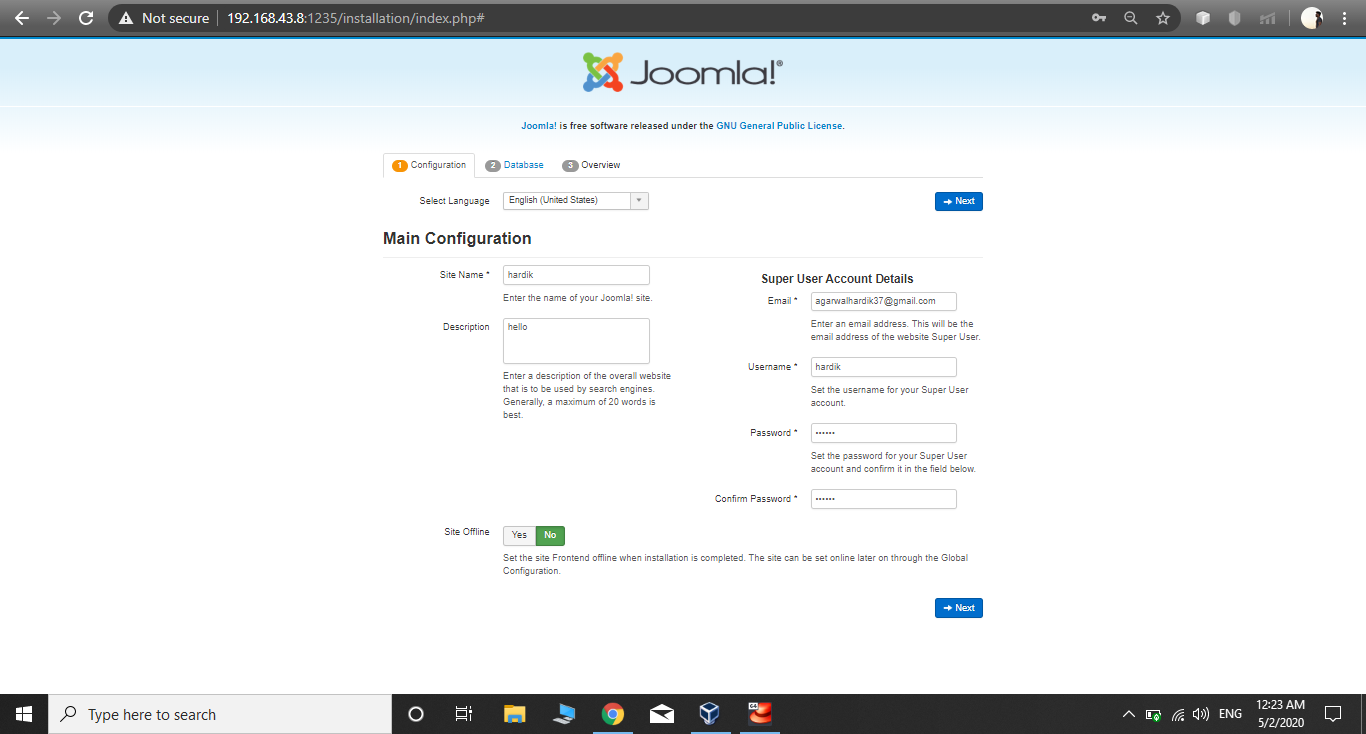 Not secure | 192.168.43.8:1235/installation/index.php#
Joomla!®
Joomla! is free software released under the GNU General Public License.
1 Configuration 2 Database 3 Overview
Select Language English (United States) Next
Main Configuration
Site Name * hardik
Enter the name of your Joomla! site.
Description hello
Enter a description of the overall website
that is to be used by search engines.
Generally, a maximum of 20 words is
best.
Super User Account Details
Email * agarwalhardik37@gmail.com
Enter an email address. This will be the
email address of the website Super User.
Username * hardik
Set the username for your Super User
account.
Password * ••••••
Set the password for your Super User
account and confirm it in the field below.
Confirm Password * ••••••
Site Offline Yes No
Set the site Frontend offline when installation is completed. The site can be set online later on through the Global
Configuration.
Next
Type here to search
64
ENG
12:23 AM
5/2/2020